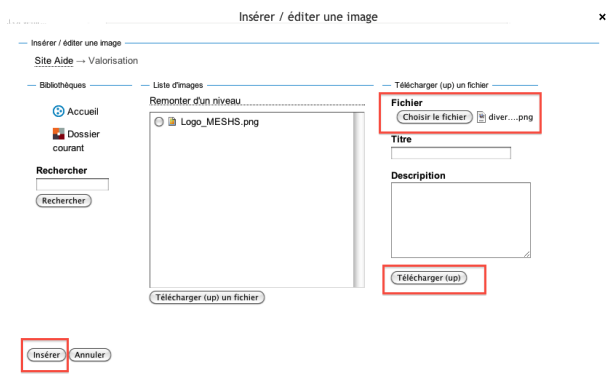 Insérer / éditer une image
×
Insérer / éditer une image
Site Aide → Valorisation
Bibliothèques
Accueil
Dossier
courant
Rechercher
Rechercher
Liste d'images
Remonter d'un niveau
Logo_MESHS.png
Télécharger (up) un fichier
Télécharger (up) un fichier
Fichier
Choisir le fichier diver....png
Titre
Descripition
Télécharger (up)
Insérer Annuler